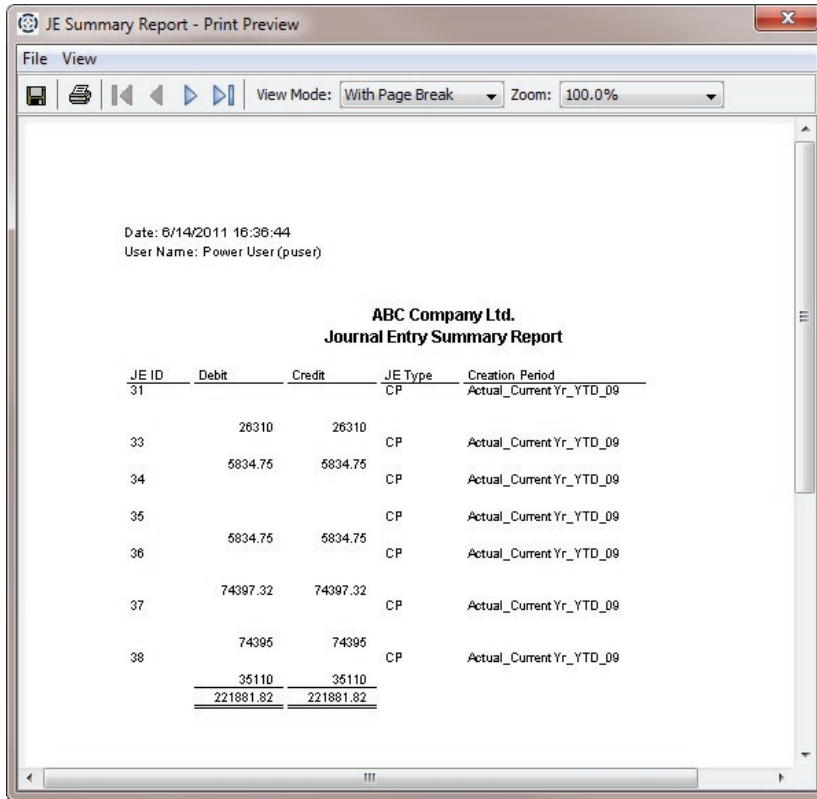 JE Summary Report - Print Preview
File View
View Mode: With Page Break Zoom: 100.0%
Date: 6/14/2011 16:36:44
User Name: Power User (puser)
ABC Company Ltd.
Journal Entry Summary Report
JE ID Debit Credit JE Type Creation Period
31 CP Actual_Current Yr_YTD_09
26310 26310
33 CP Actual_Current Yr_YTD_09
5834.75 5834.75
34 CP Actual_Current Yr_YTD_09
35 CP Actual_Current Yr_YTD_09
5834.75 5834.75
36 CP Actual_Current Yr_YTD_09
74397.32 74397.32
37 CP Actual_Current Yr_YTD_09
74395 74395
38 CP Actual_Current Yr_YTD_09
35110 35110
221881.82 221881.82